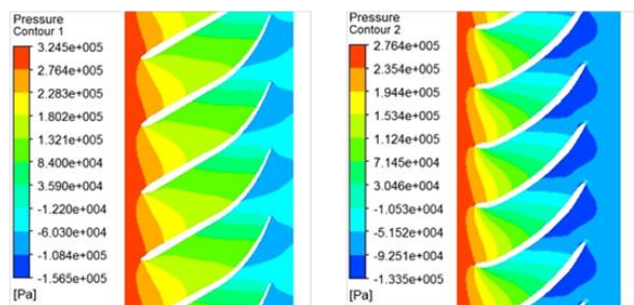 Pressure
Contour 1
3.245e+005
2.764e+005
2.283e+005
1.802e+005
1.321e+005
8.400e+004
3.590e+004
-1.220e+004
-6.030e+004
-1.084e+005
-1.565e+005
[Pa]
Pressure
Contour 2
2.764e+005
2.354e+005
1.944e+005
1.534e+005
1.124e+005
7.145e+004
3.046e+004
-1.053e+004
-5.152e+004
-9.251e+004
-1.335e+005
[Pa]